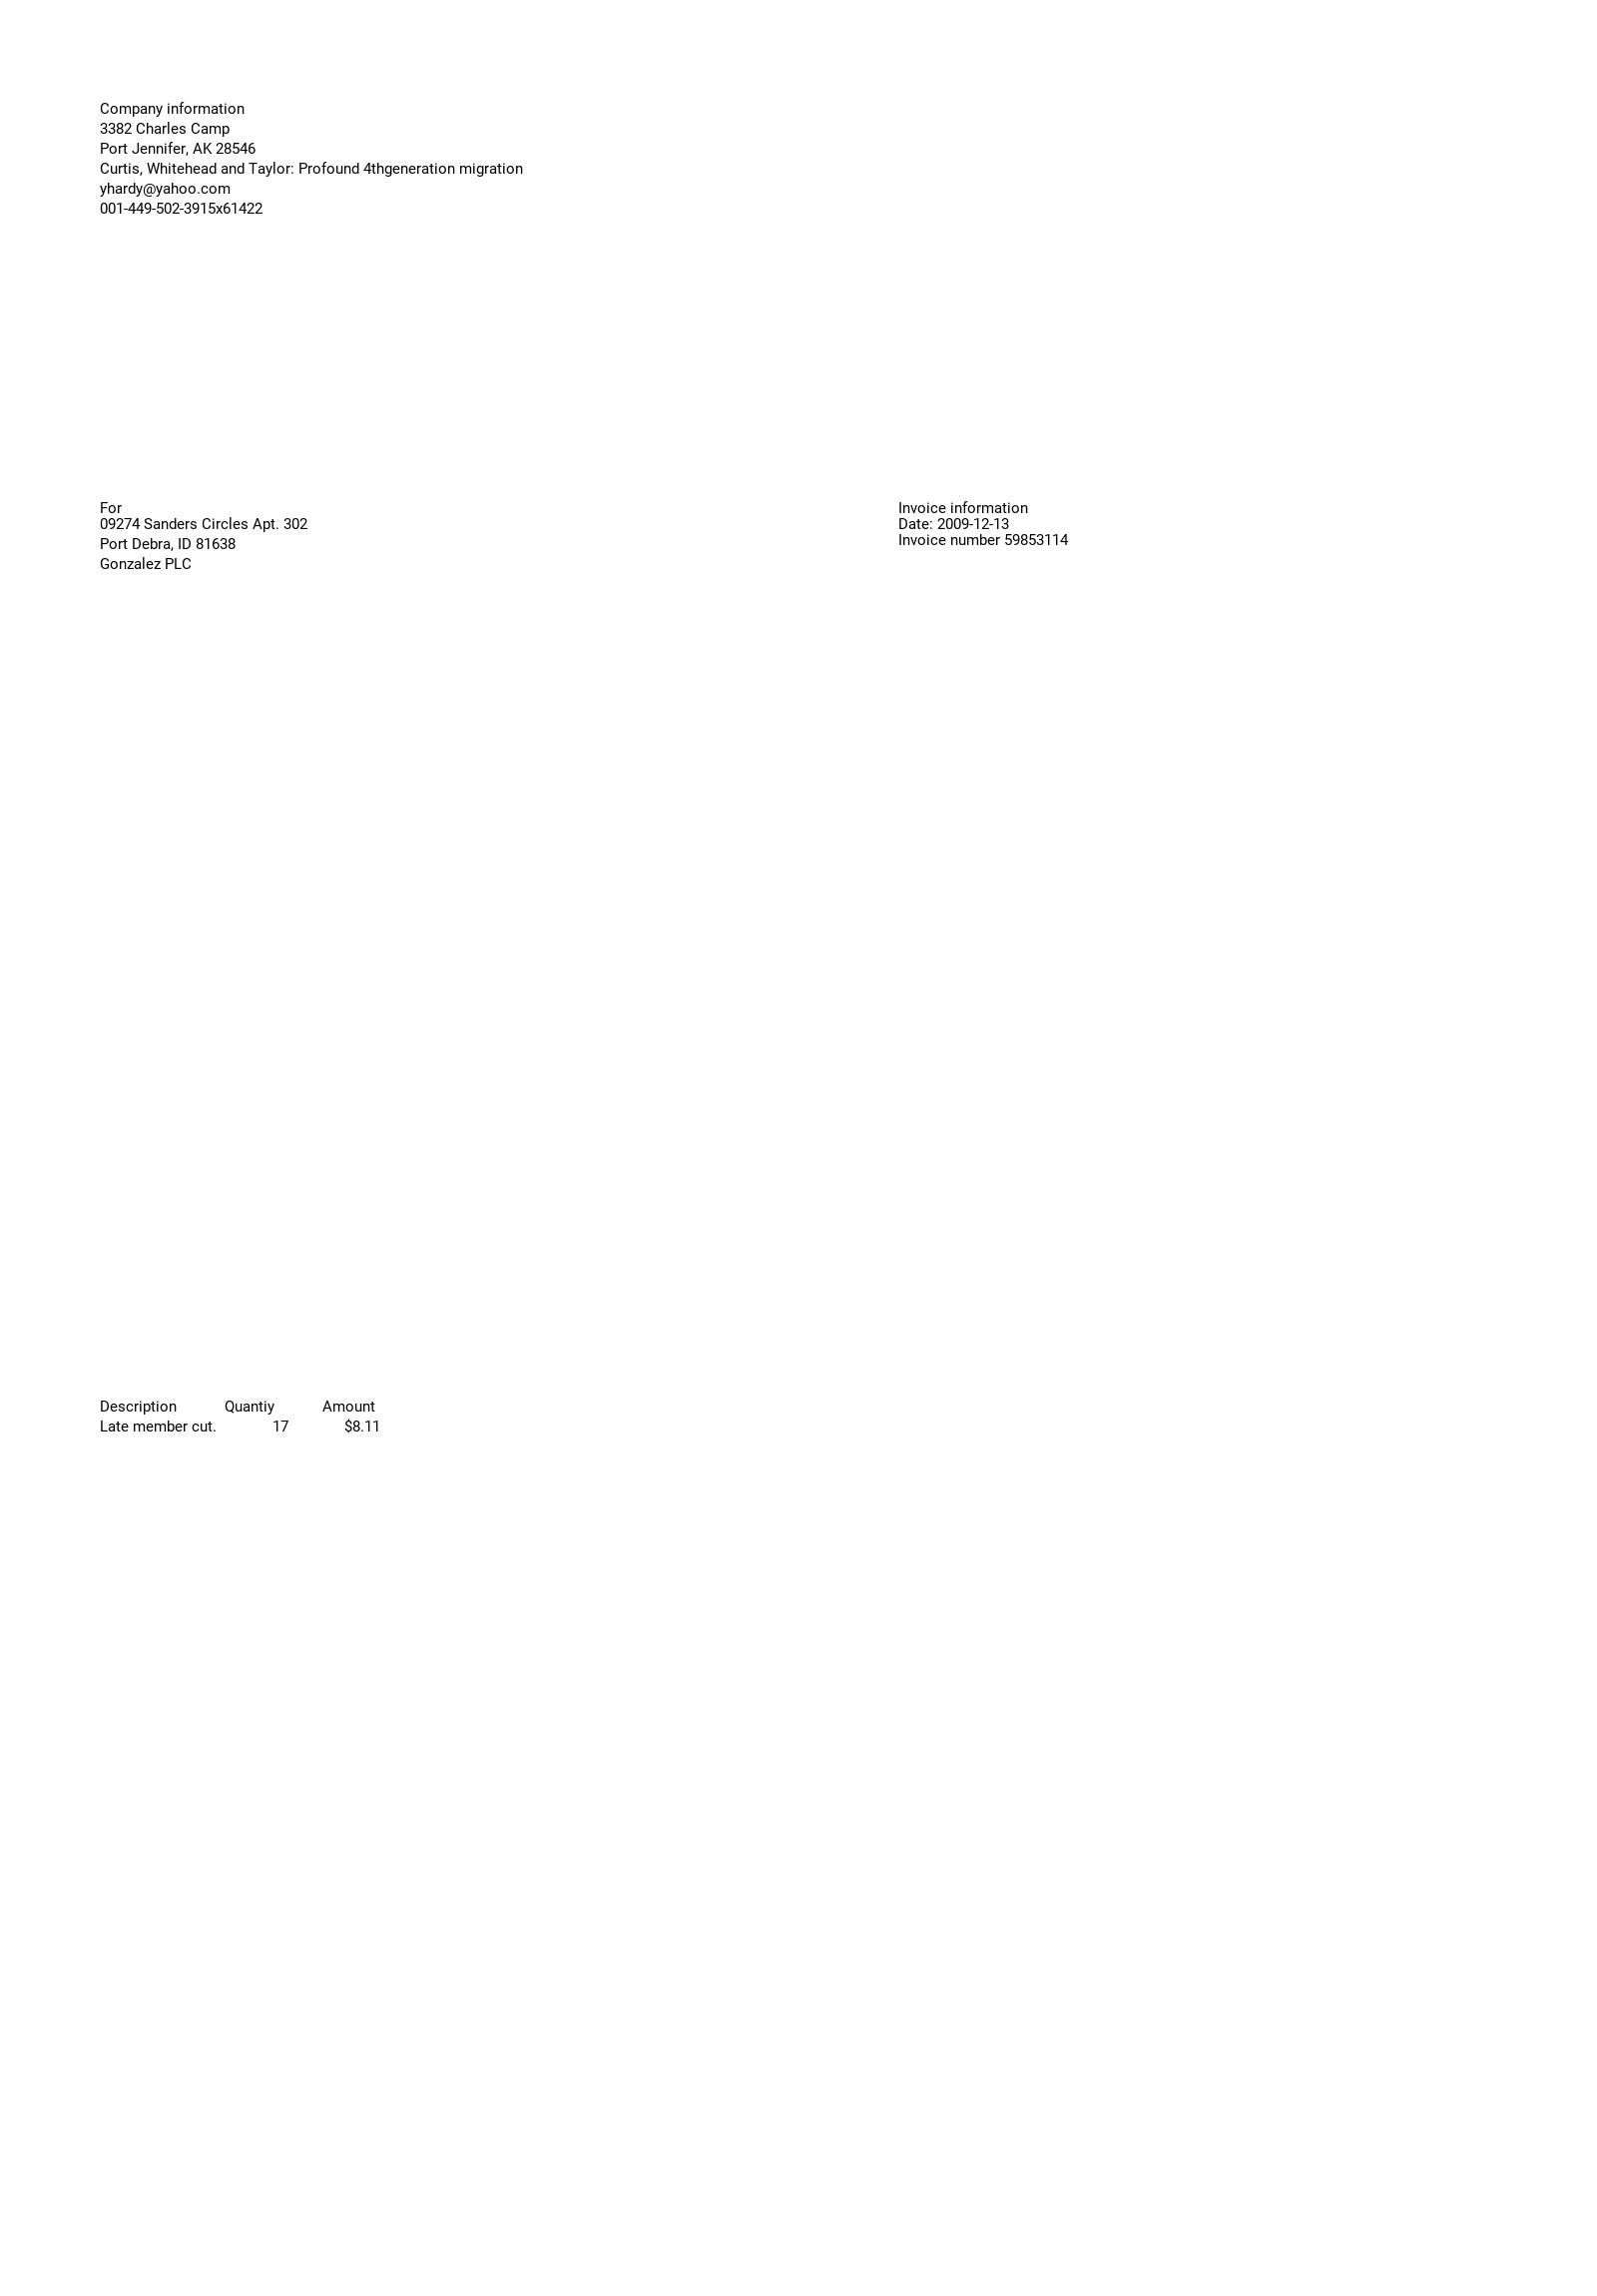 Company information
3382 Charles Camp
Port Jennifer, AK 28546
Curtis, Whitehead and Taylor: Profound 4thgeneration migration
yhardy@yahoo.com
001-449-502-3915x61422
For
09274 Sanders Circles Apt. 302
Port Debra, ID 81638
Gonzalez PLC
Invoice information
Date: 2009-12-13
Invoice number 59853114
Description Quantiy Amount
Late member cut. 17 $8.11